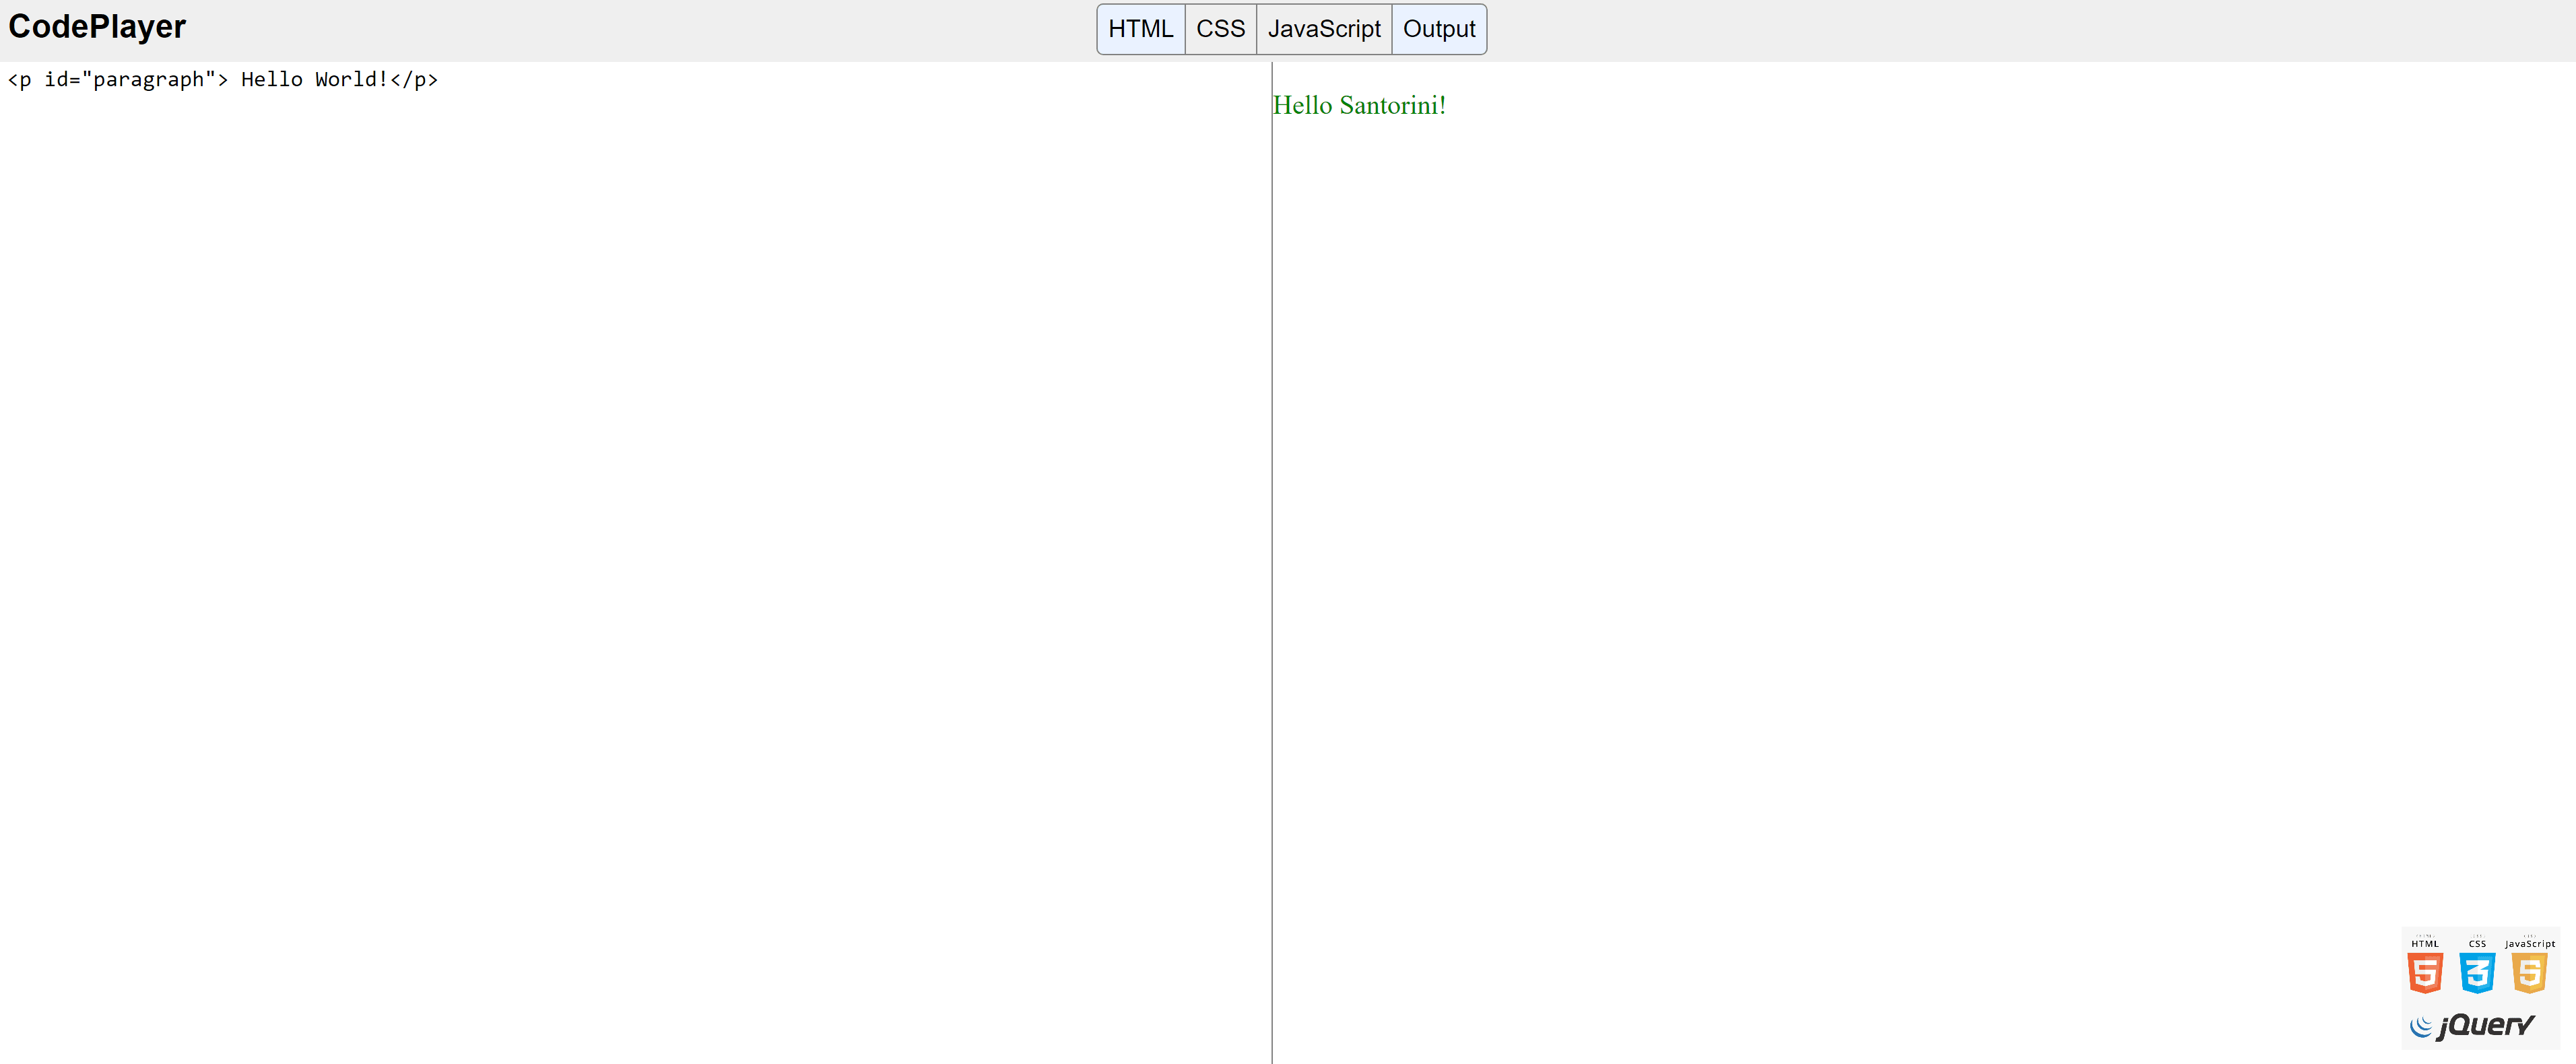 CodePlayer
HTML CSS JavaScript Output
<p id="paragraph"> Hello World!</p>
Hello Santorini!
HTML CSS JavaScript
5 3 5
jQuery